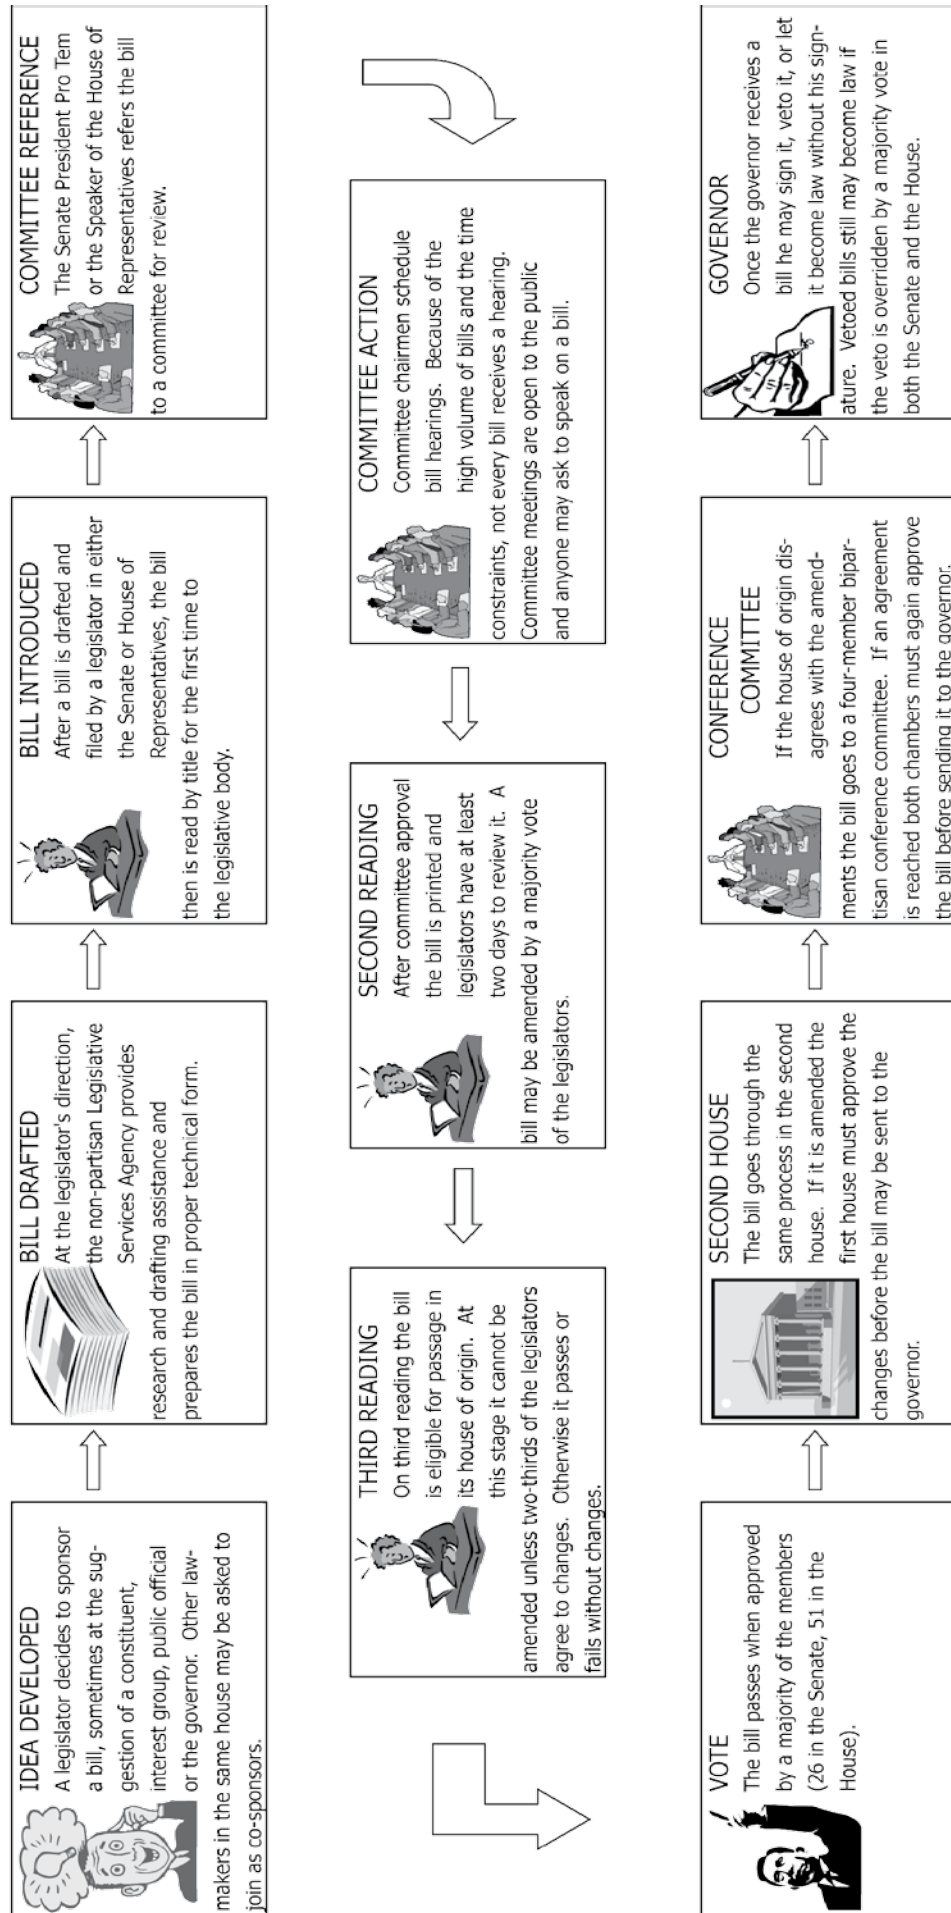 IDEA DEVELOPED
A legislator decides to sponsor
a bill, sometimes at the sug-
gestion of a constituent,
interest group, public official
or the governor.  Other law-
makers in the same house may be asked to
join as co-sponsors.
BILL DRAFTED
At the legislator's direction,
the non-partisan Legislative
Services Agency provides
research and drafting assistance and
prepares the bill in proper technical form.
BILL INTRODUCED
After a bill is drafted and
filed by a legislator in either
the Senate or House of
Representatives, the bill
then is read by title for the first time to
the legislative body.
COMMITTEE REFERENCE
The Senate President Pro Tem
or the Speaker of the House of
Representatives refers the bill
to a committee for review.
COMMITTEE ACTION
Committee chairmen schedule
bill hearings.  Because of the
high volume of bills and the time
constraints, not every bill receives a hearing.
Committee meetings are open to the public
and anyone may ask to speak on a bill.
SECOND READING
After committee approval
the bill is printed and
legislators have at least
two days to review it.  A
bill may be amended by a majority vote
of the legislators.
THIRD READING
On third reading the bill
is eligible for passage in
its house of origin.  At
this stage it cannot be
amended unless two-thirds of the legislators
agree to changes.  Otherwise it passes or
fails without changes.
VOTE
The bill passes when approved
by a majority of the members
(26 in the Senate, 51 in the
House).
SECOND HOUSE
The bill goes through the
same process in the second
house.  If it is amended the
first house must approve the
changes before the bill may be sent to the
governor.
CONFERENCE
COMMITTEE
If the house of origin dis-
agrees with the amend-
ments the bill goes to a four-member bipar-
tisan conference committee.  If an agreement
is reached both chambers must again approve
the bill before sending it to the governor.
GOVERNOR
Once the governor receives a
bill he may sign it, veto it, or let
it become law without his sign-
ature.  Vetoed bills still may become law if
the veto is overridden by a majority vote in
both the Senate and the House.